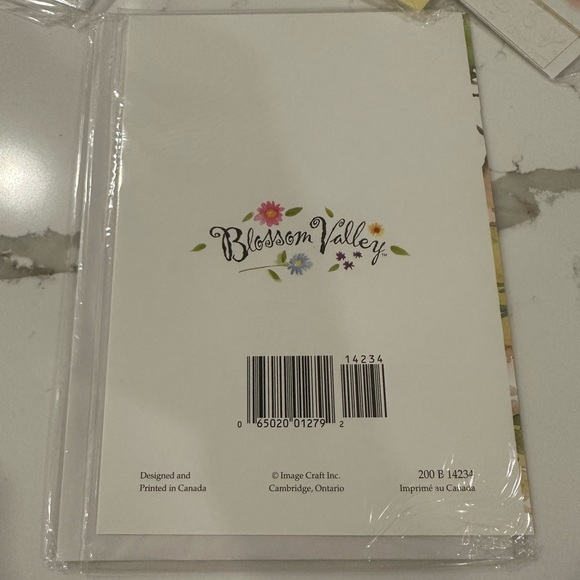 Blossom Valley™
14234
0 65020 01279 2
Designed and
Printed in Canada
© Image Craft Inc.
Cambridge, Ontario
200 B 14234
Imprimé au Canada